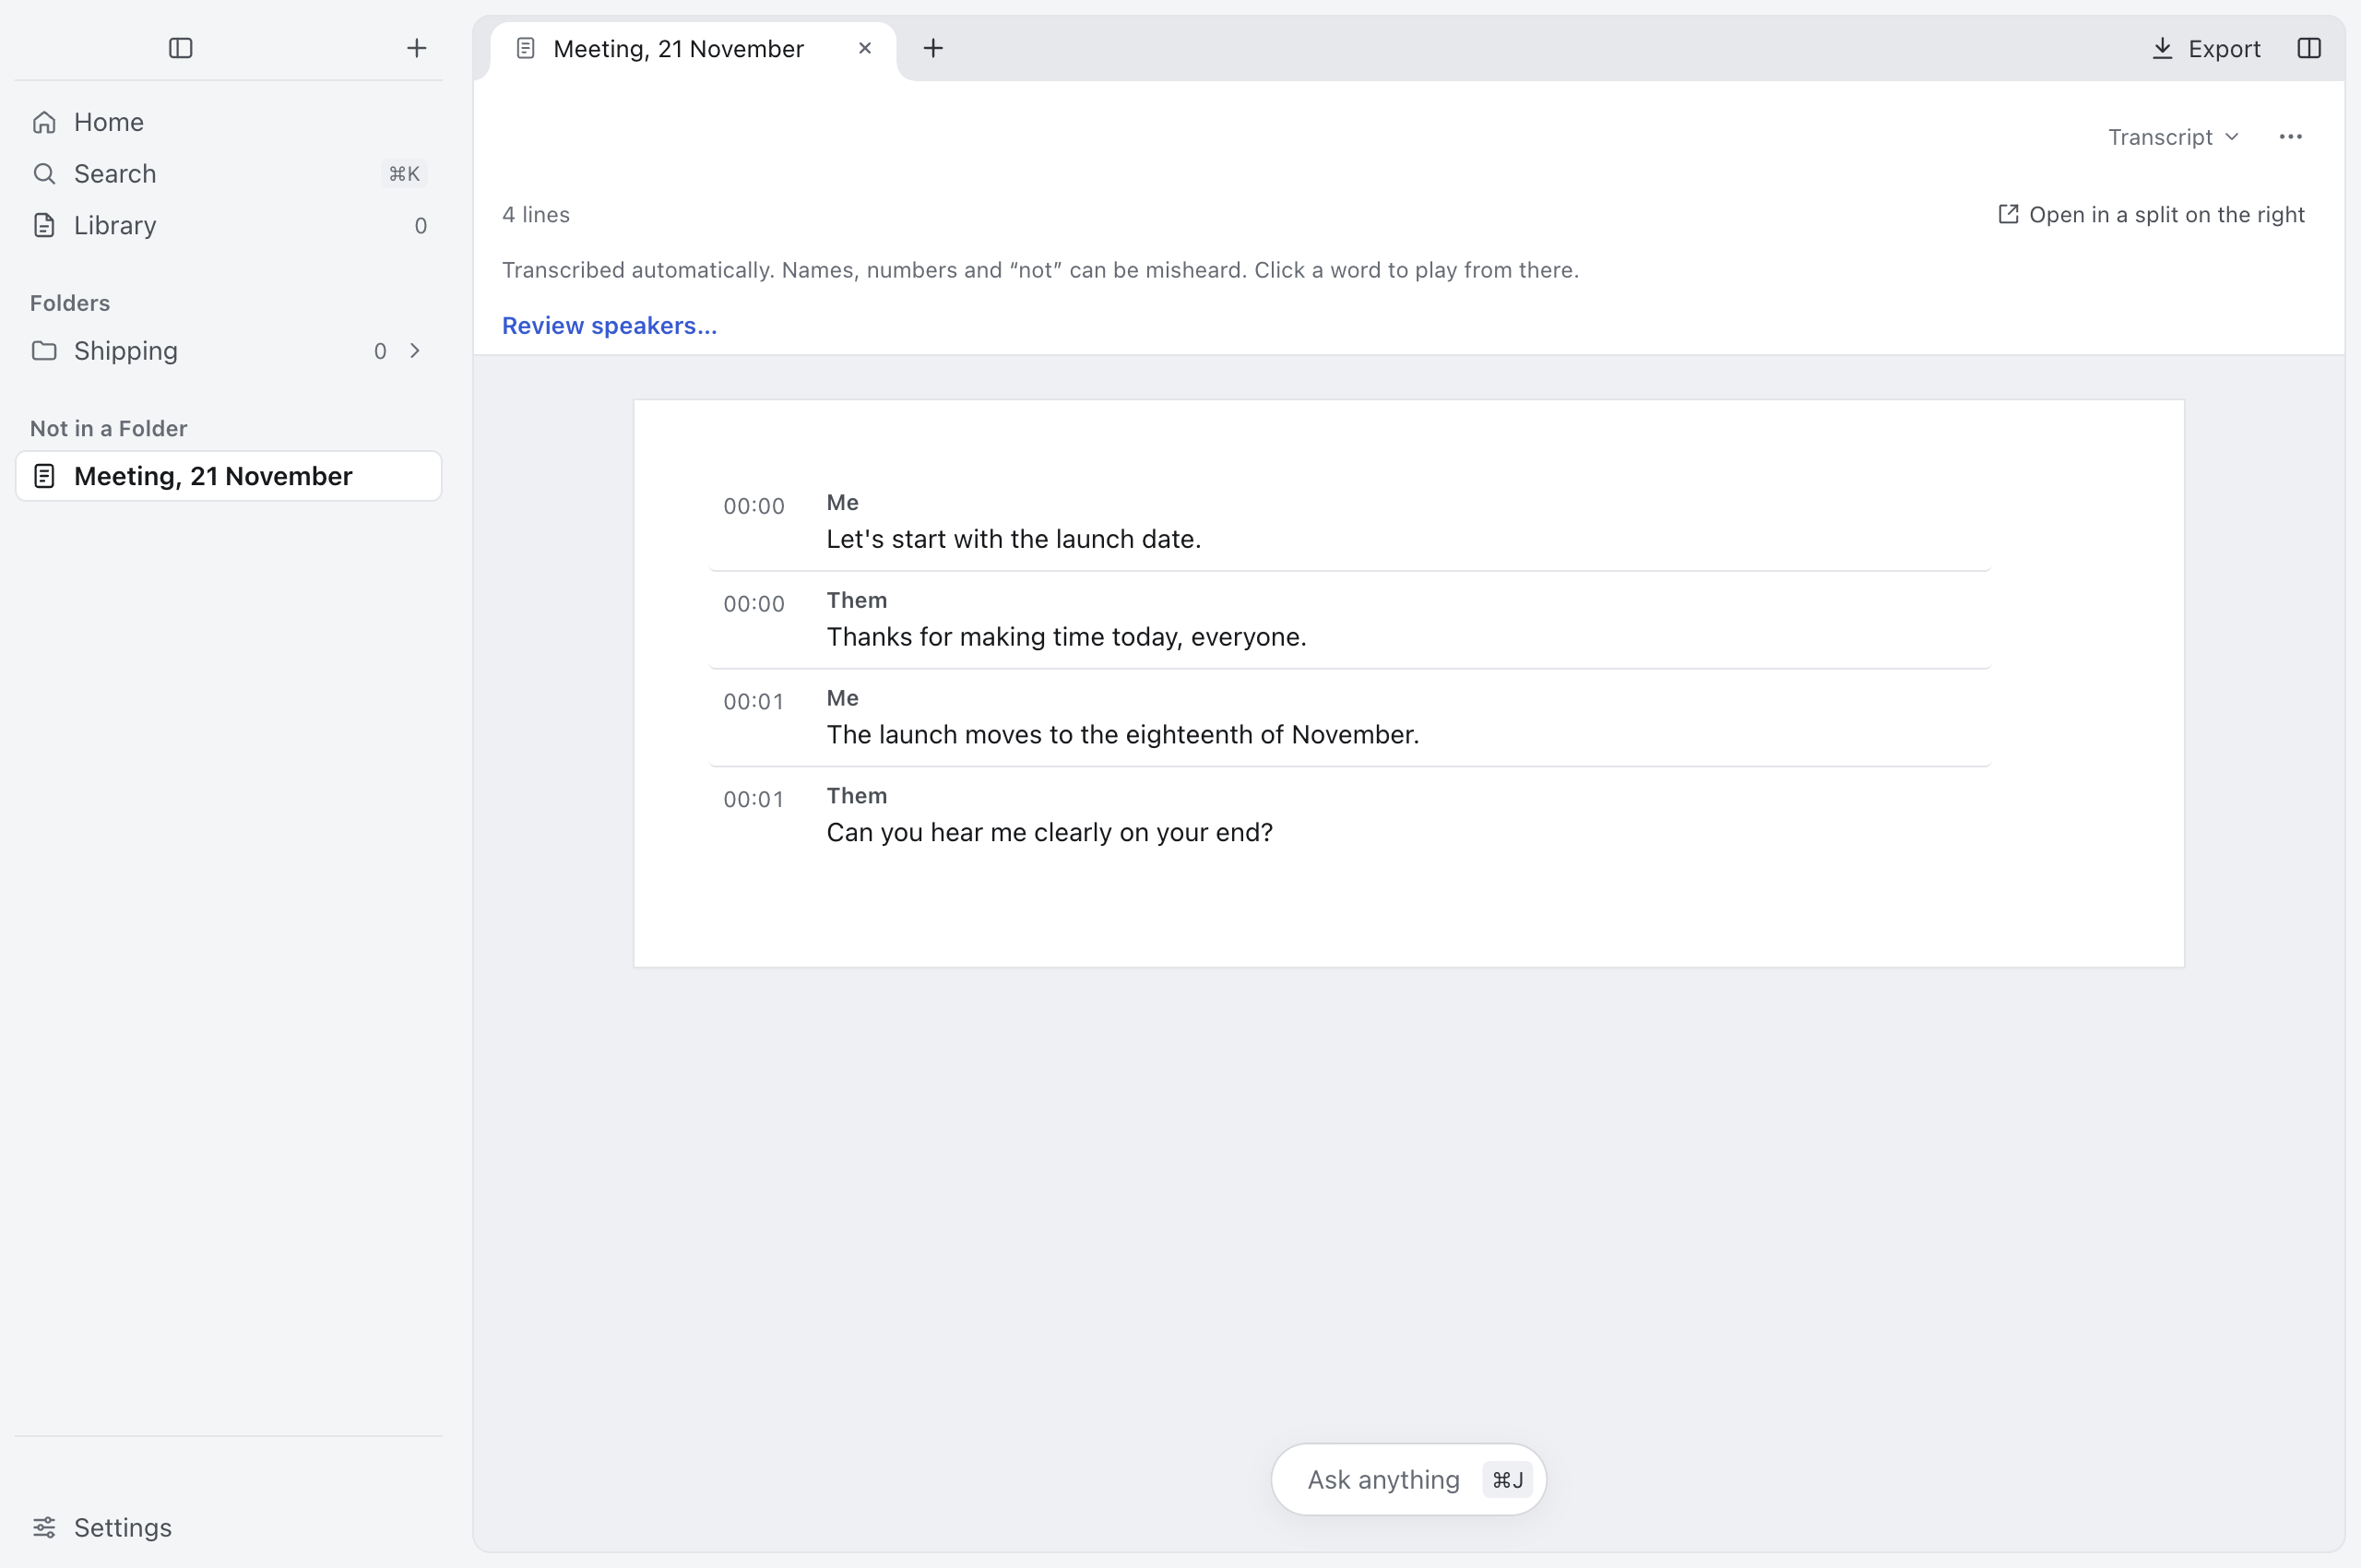 Meeting, 21 November
Export
Home
Search ⌘K
Library 0
Folders
Shipping 0
Not in a Folder
Meeting, 21 November
Settings
Transcript
4 lines
Open in a split on the right
Transcribed automatically. Names, numbers and “not” can be misheard. Click a word to play from there.
Review speakers...
00:00 Me
Let's start with the launch date.
00:00 Them
Thanks for making time today, everyone.
00:01 Me
The launch moves to the eighteenth of November.
00:01 Them
Can you hear me clearly on your end?
Ask anything ⌘J